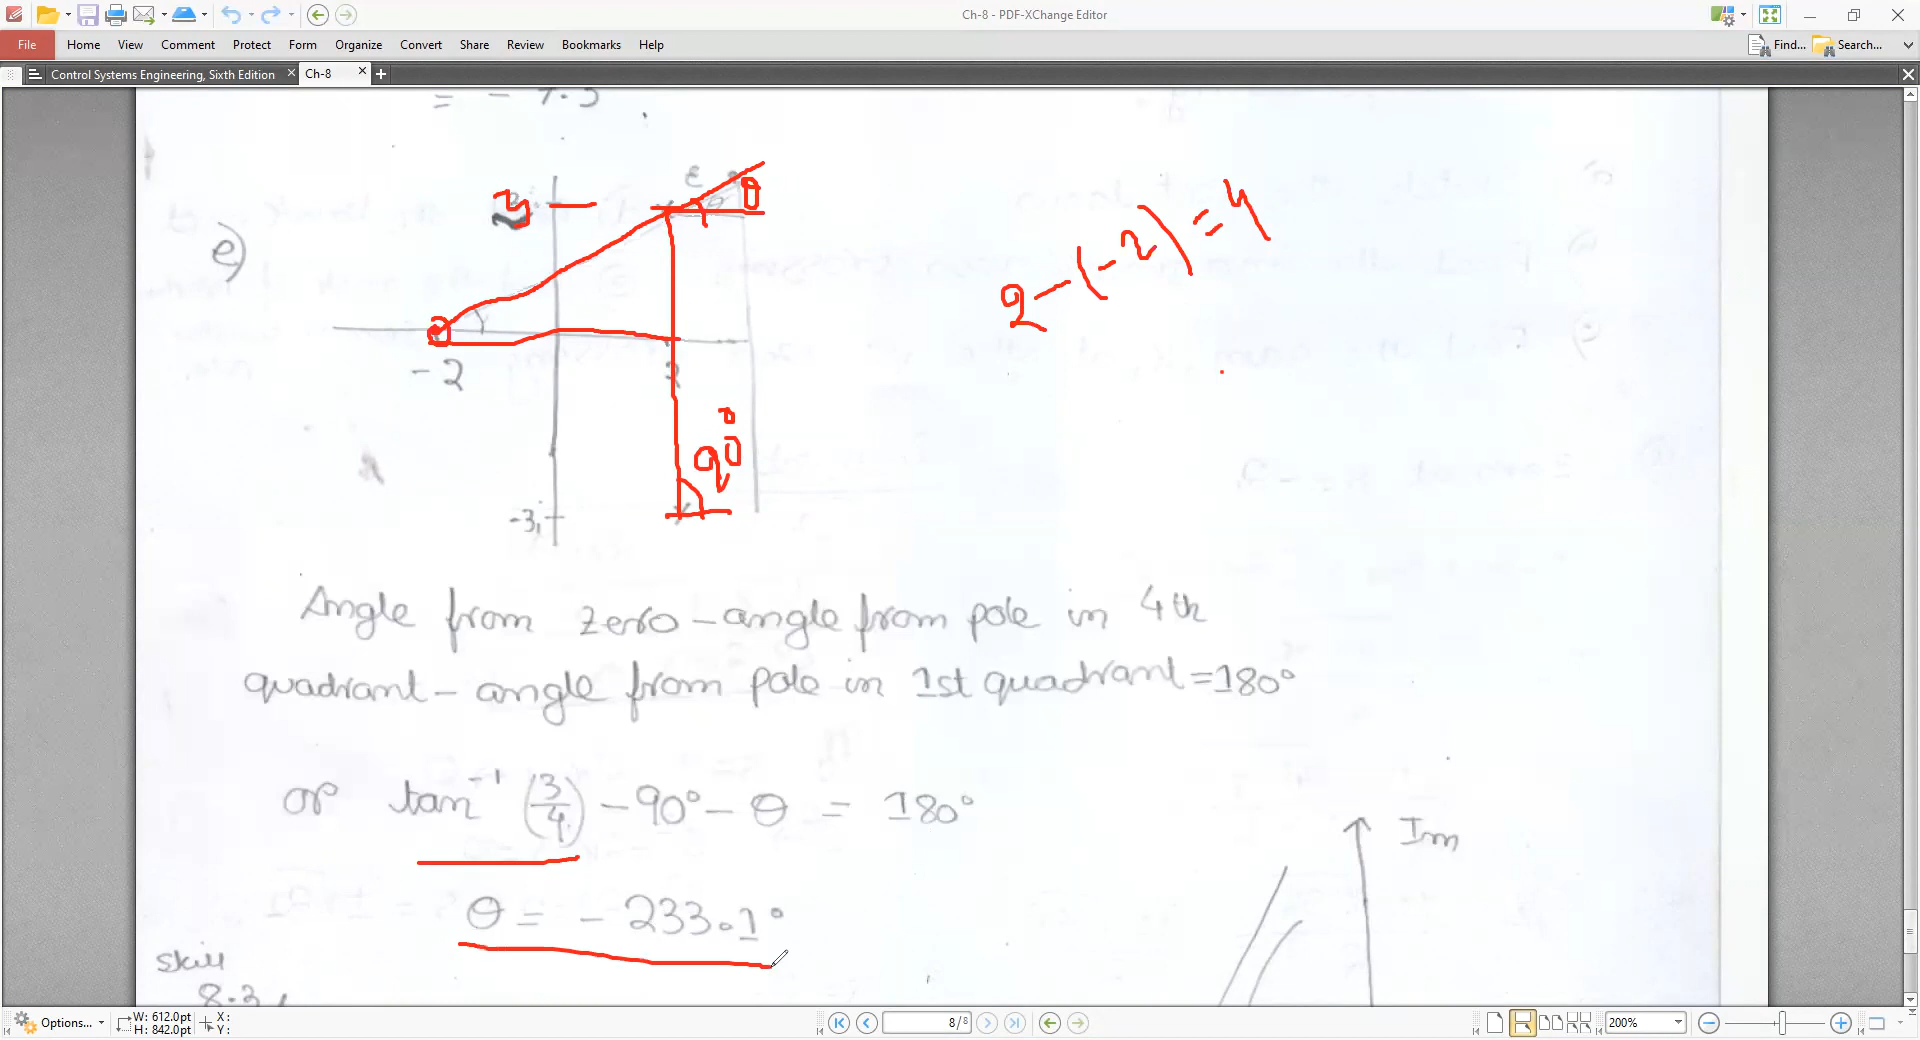 Ch-8 - PDF-XChange Editor
File Home View Comment Protect Form Organize Convert Share Review Bookmarks Help
Find... Search...
Control Systems Engineering, Sixth Edition Ch-8
e)
3
θ
2-(-2)=4
-2
2
90°
-3j
Angle from zero - angle from pole in 4th
quadrant - angle from pole in 1st quadrant = 180°
or tan⁻¹ (3/4) - 90° - θ = 180°
Im
θ = - 233.1°
Skill
8.3
Options... W: 612.0pt H: 842.0pt X: Y: 8/8 200%